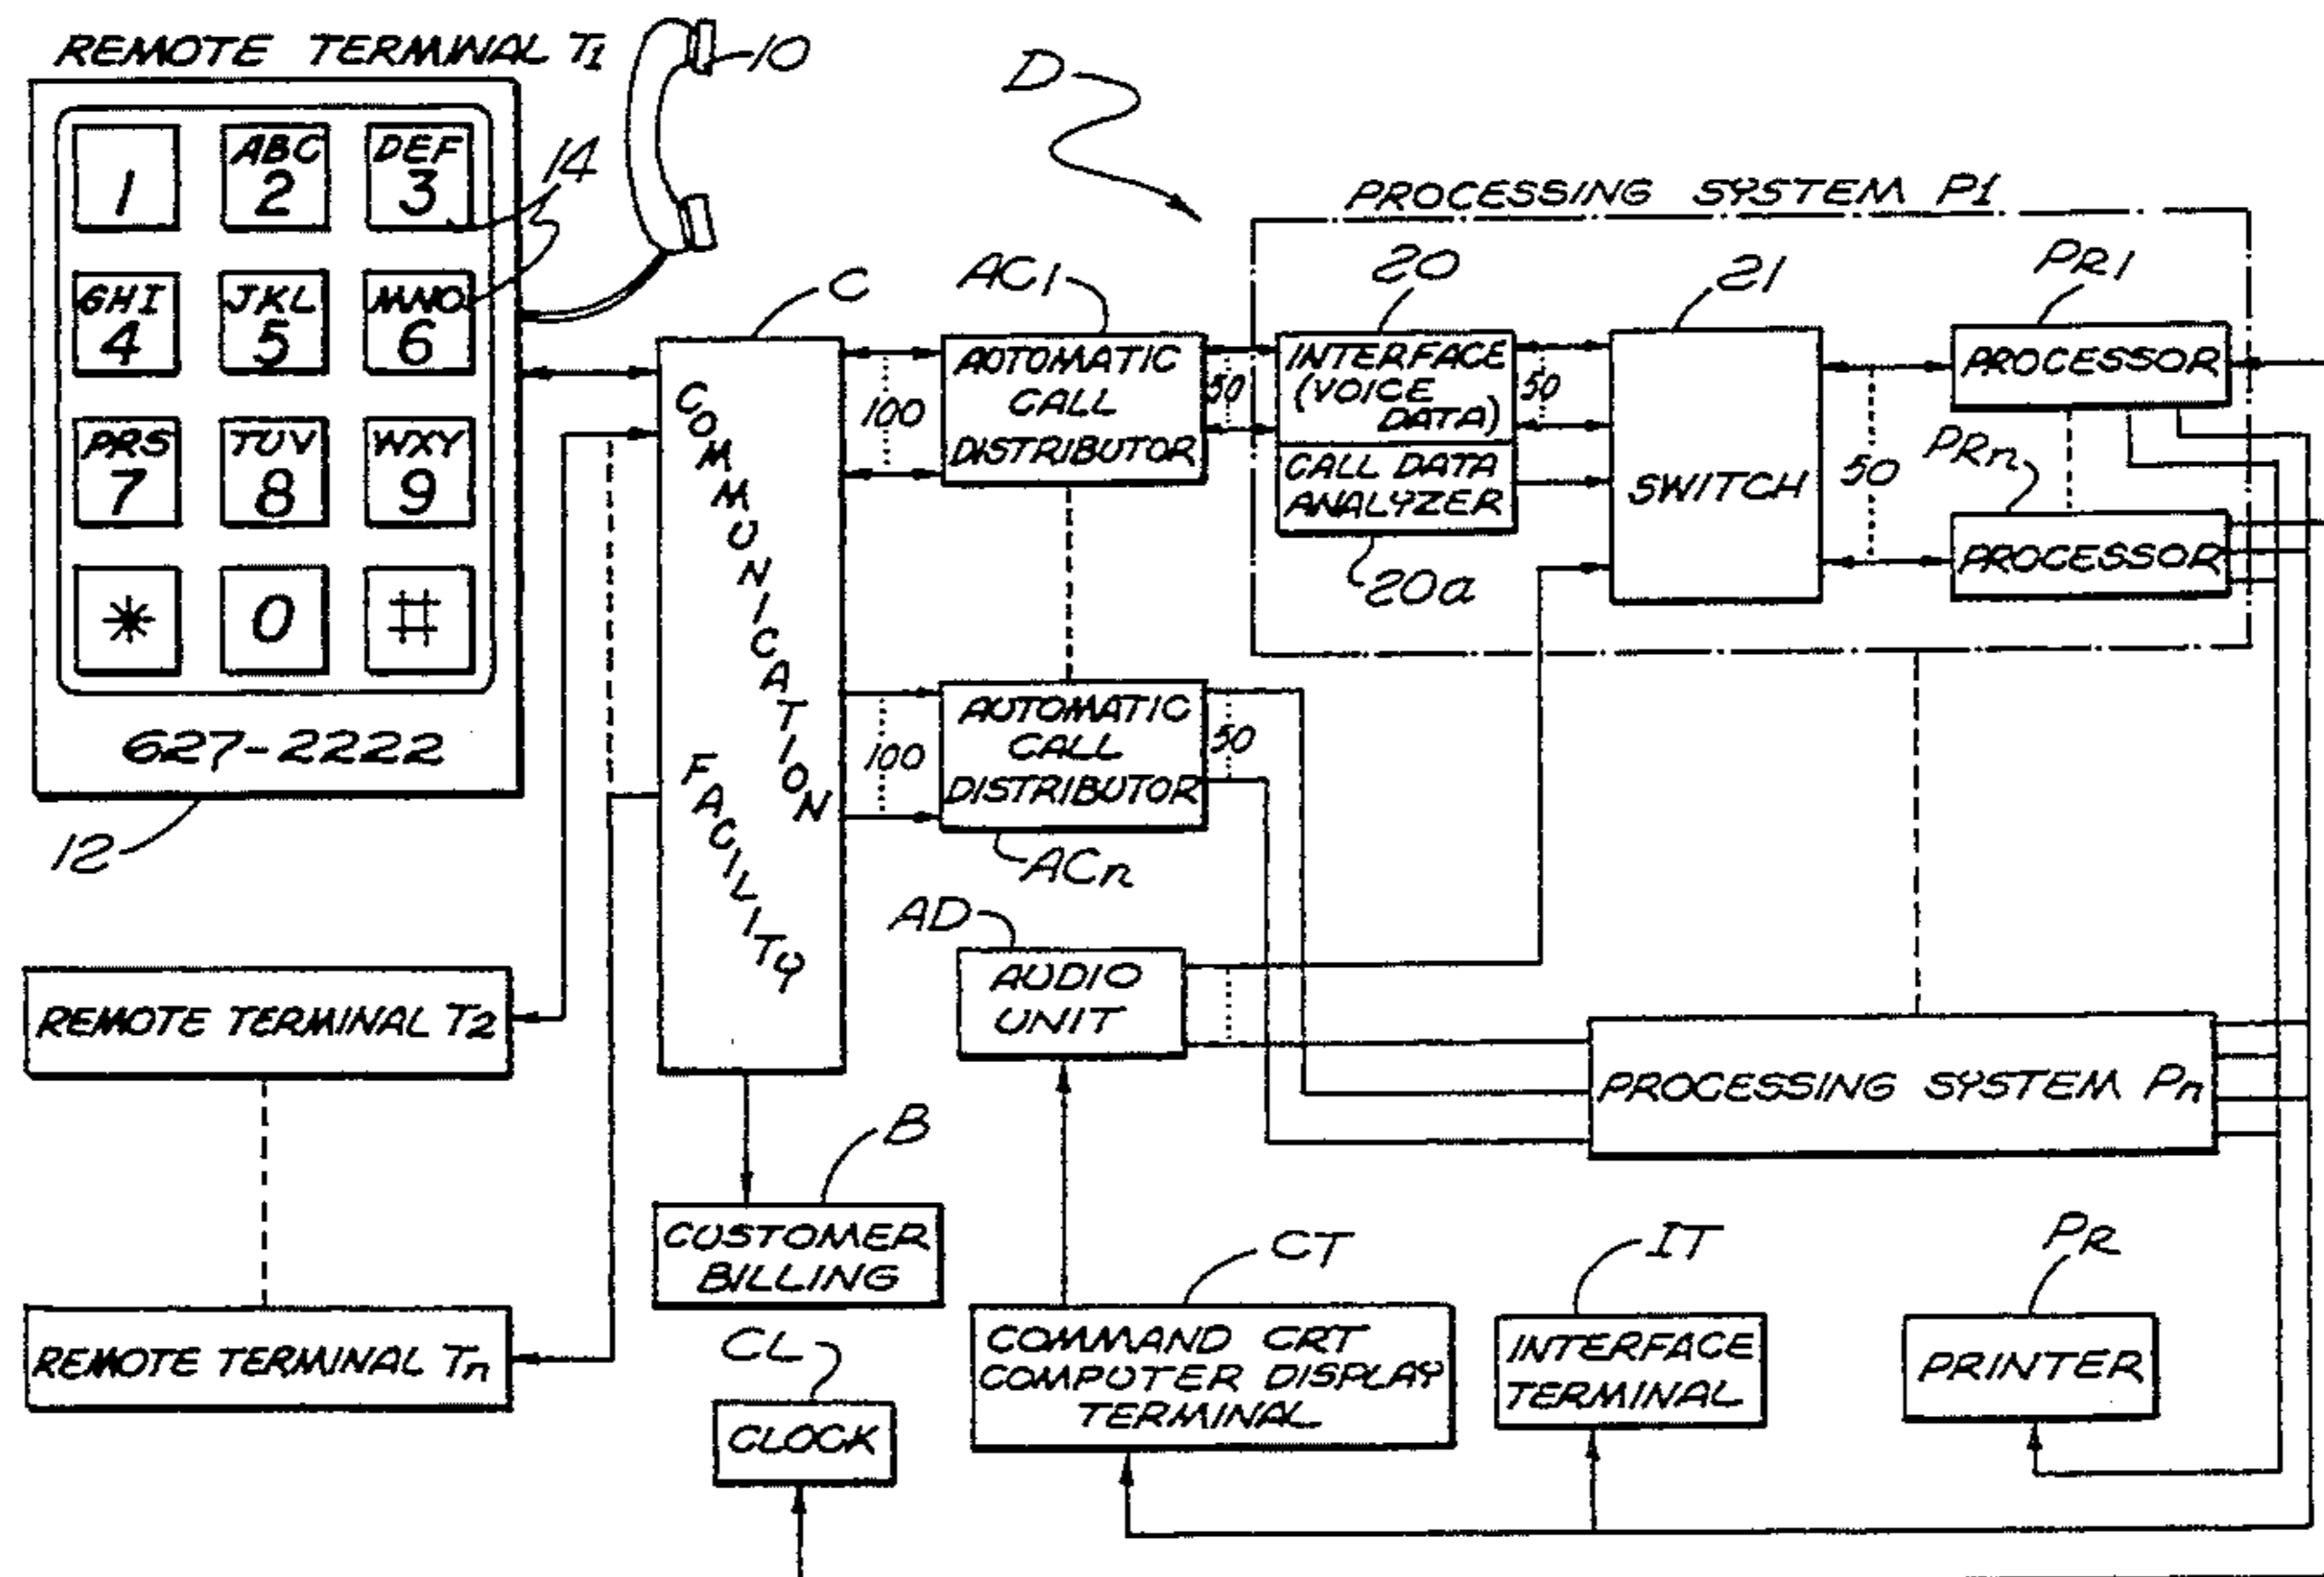 REMOTE TERMINAL T1
10
D
1
ABC
2
DEF
3
14
GHI
4
JKL
5
MNO
6
PRS
7
TUV
8
WXY
9
*
0
#
627-2222
12
C
COMMUNICATION
FACILITY
100
AC1
AUTOMATIC
CALL
DISTRIBUTOR
50
PROCESSING SYSTEM P1
20
INTERFACE
(VOICE
DATA)
CALL DATA
ANALYZER
20a
50
21
SWITCH
50
PR1
PROCESSOR
PRn
PROCESSOR
100
AUTOMATIC
CALL
DISTRIBUTOR
ACn
50
AD
AUDIO
UNIT
REMOTE TERMINAL T2
PROCESSING SYSTEM Pn
B
CUSTOMER
BILLING
REMOTE TERMINAL Tn
CL
CLOCK
CT
COMMAND CRT
COMPUTER DISPLAY
TERMINAL
IT
INTERFACE
TERMINAL
PR
PRINTER